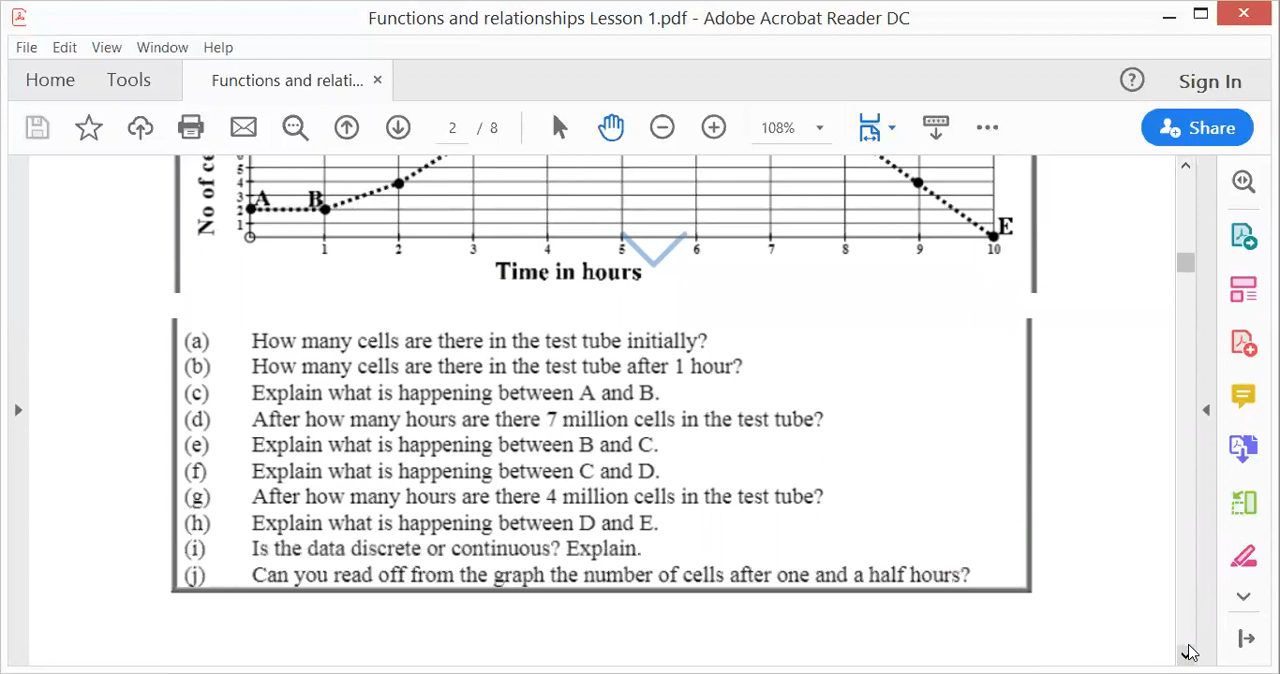 Functions and relationships Lesson 1.pdf - Adobe Acrobat Reader DC
File Edit View Window Help
Home Tools Functions and relati... × ? Sign In
2 / 8 108% Share
No of
5
4
3
2
1
A B E
1 2 3 4 5 6 7 8 9 10
Time in hours
(a) How many cells are there in the test tube initially?
(b) How many cells are there in the test tube after 1 hour?
(c) Explain what is happening between A and B.
(d) After how many hours are there 7 million cells in the test tube?
(e) Explain what is happening between B and C.
(f) Explain what is happening between C and D.
(g) After how many hours are there 4 million cells in the test tube?
(h) Explain what is happening between D and E.
(i) Is the data discrete or continuous? Explain.
(j) Can you read off from the graph the number of cells after one and a half hours?